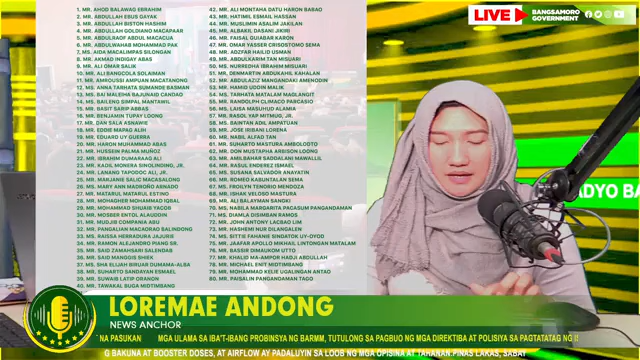 1. MR. AHOD BALAWAG EBRAHIM
2. MR. ABDULLAH EBUS GAYAK
3. MR. ABDULLAH BISTON HASHIM
4. MR. ABDULLAH GOLDIANO MACAPAAR
5. MR. ABDULRAOF ABDUL MACACUA
6. MR. ABDULWAHAB MOHAMMAD PAK
7. MS. AIDA MACALIMPAS SILONGAN
8. MR. AKMAD INDIGAY ABAS
9. MR. ALI OMAR SALIK
10. MR. ALI BANGCOLA SOLAIMAN
11. MR. AMROUSSI AMPUAN MACATANONG
12. MS. ANNA TARHATA SUMANDE BASMAN
13. MS. BAI MALEIHA BAJUNAID CANDAO
14. MS. BAILENG SIMPAL MANTAWIL
15. MR. BASIT SARIP ABBAS
16. MR. BENJAMIN TUPAY LOONG
17. MR. DAN SALA ASNAWIE
18. MR. EDDIE MAPAG ALIH
19. MR. EDUARD UY GUERRA
20. MR. HARON MUHAMMAD ABAS
21. MR. HUSSEIN PALMA MUÑOZ
22. MR. IBRAHIM DUMARAAG ALI
23. MR. KADIL MONERA SINOLINDING, JR.
24. MR. LANANG TAPODOC ALI, JR.
25. MR. MARJANIE SALIC MACASALONG
26. MS. MARY ANN MADROÑO ARNADO
27. MR. MATARUL MATARUL ESTINO
28. MR. MOHAGHER MOHAMMAD IQBAL
29. MR. MOHAMMAD SHUAIB YACOB
30. MR. MOSBER ENTOL ALAUDDIN
31. MR. MUDJIB COMPANIA ABU
32. MR. PANGALIAN MACAORAO BALINDONG
33. MS. RAISSA HERRADURA JAJURIE
34. MR. RAMON ALEJANDRO PIANG SR.
35. MR. SAID ZAMAHSARI SALENDAB
36. MR. SAID MANGGIS SHIEK
37. MS. SHA ELIJAH BIRUAR DUMAMA-ALBA
38. MR. SUHARTO SANDAYAN ESMAEL
39. MR. SUWAIB LATIP ORANON
40. MR. TAWAKAL BUGA MIDTIMBANG
42. MR. ALI MONTAHA DATU HARON BABAO
43. MR. HATIMIL ESMAIL HASSAN
44. MR. MUSLIMIN ASALIM JAKILAN
45. MR. ALBAKIL DASANI JIKIRI
46. MR. FAISAL GUIABAR KARON
47. MR. OMAR YASSER CRISOSTOMO SEMA
48. MR. ADZFAR HAILID USMAN
49. MR. ABDULKARIM TAN MISUARI
50. MS. NURREDHA IBRAHIM MISUARI
51. MR. DENMARTIN ABDUKAHIL KAHALAN
52. MR. ABDULAZIZ MANGANDAKI AMENODIN
53. MR. HAMID UDDIN MALIK
54. MS. TARHATA MATALAM MAGLANGIT
55. MR. RANDOLPH CLIMACO PARCASIO
56. MS. LAISA MASUHUD ALAMIA
57. MR. RASOL YAP MITMUG, JR.
58. MS. BAINTAN ADIL AMPATUAN
59. MR. JOSE IRIBANI LORENA
60. MR. NABIL ALFAD TAN
61. MR. SUHARTO MASTURA AMBOLODTO
62. MR. DON MUSTAPHA ARBISON LOONG
63. MR. AMILBAHAR SADDALANI MAWALLIL
64. MR. RASUL ENDEREZ ISMAEL
65. MS. SUSANA SALVADOR ANAYATIN
66. MR. ROMEO KABUNTALAN SEMA
67. MS. FROILYN TENORIO MENDOZA
68. MR. ISHAK VELOSO MASTURA
69. MR. ALI BALAYMAN SANGKI
70. MS. NABILA MARGARITA PACASUM PANGANDAMAN
71. MS. DIAMLA DISIMBAN RAMOS
72. MR. JOHN ANTONY LACBAO LIM
73. MR. HASHEMI NUR DILANGALEN
74. MS. SITTIE FAHANIE SINDATOK UY-OYOD
75. MR. JAAFAR APOLLO MIKHAIL LINTONGAN MATALAM
76. MR. BASSIR DIMAUKOM UTTO
77. MR. KHALID MA-AMPOR HADJI ABDULLAH
78. MR. MICHAEL ENIT MIDTIMBANG
79. MR. MOHAMMAD KELIE UGALINGAN ANTAO
80. MR. PAISALIN PANGANDAMAN TAGO
LIVE
BANGSAMORO
GOVERNMENT
ADYO BA
LOREMAE ANDONG
NEWS ANCHOR
NA PASUKAN MGA ULAMA SA IBA'T-IBANG PROBINSYA NG BARMM, TUTULONG SA PAGBUO NG MGA DIREKTIBA AT POLISIYA SA PAGTATATAG NG
NG BAKUNA AT BOOSTER DOSES, AT AIRFLOW AY PADALUYIN SA LOOB NG MGA OPISINA AT TAHANAN.PINAS LAKAS, SABAY